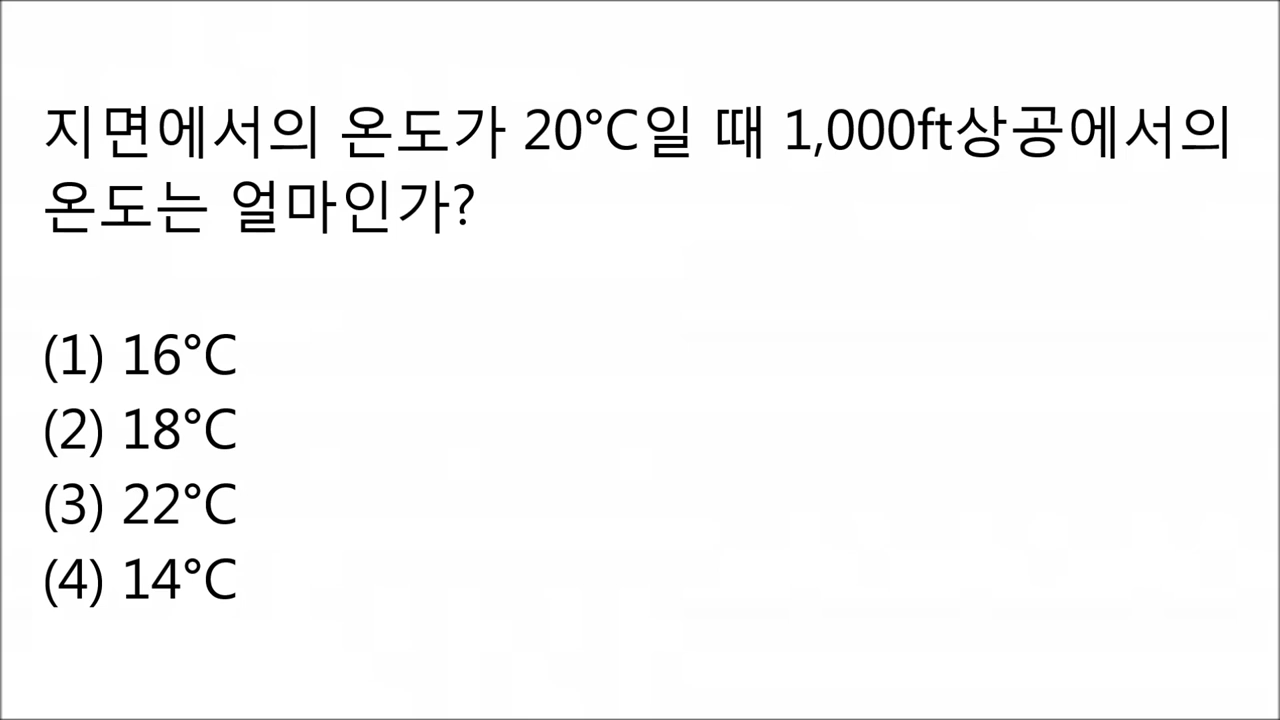 지면에서의 온도가 20°C일 때 1,000ft상공에서의
온도는 얼마인가?
(1) 16°C
(2) 18°C
(3) 22°C
(4) 14°C